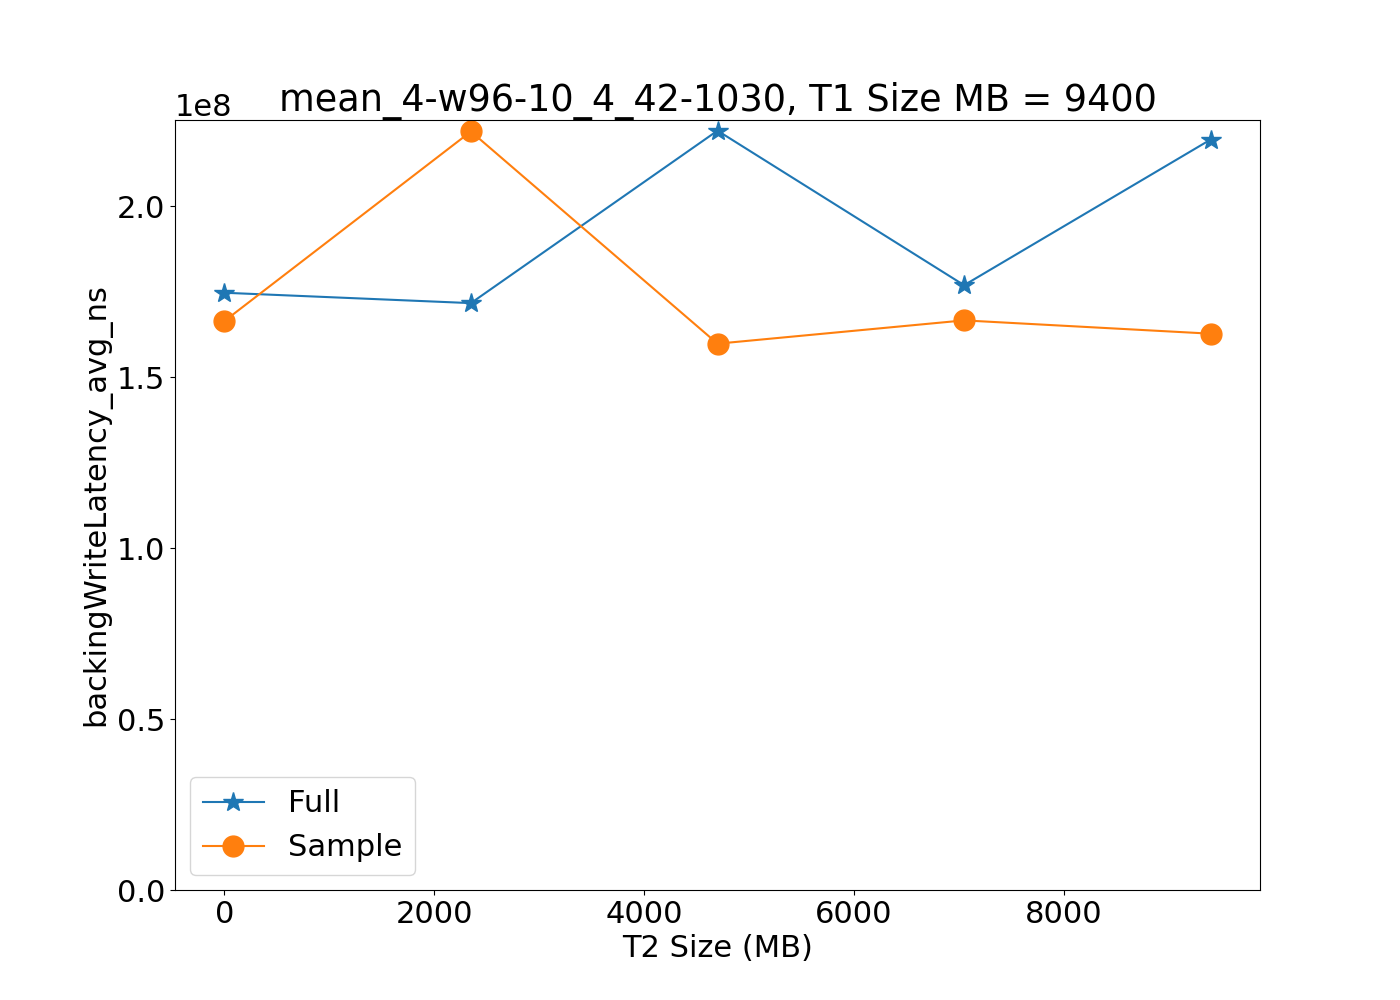 mean_4-w96-10_4_42-1030, T1 Size MB = 9400
1e8
2.0
1.5
1.0
0.5
0.0
backingWriteLatency_avg_ns
Full
Sample
0 2000 4000 6000 8000
T2 Size (MB)